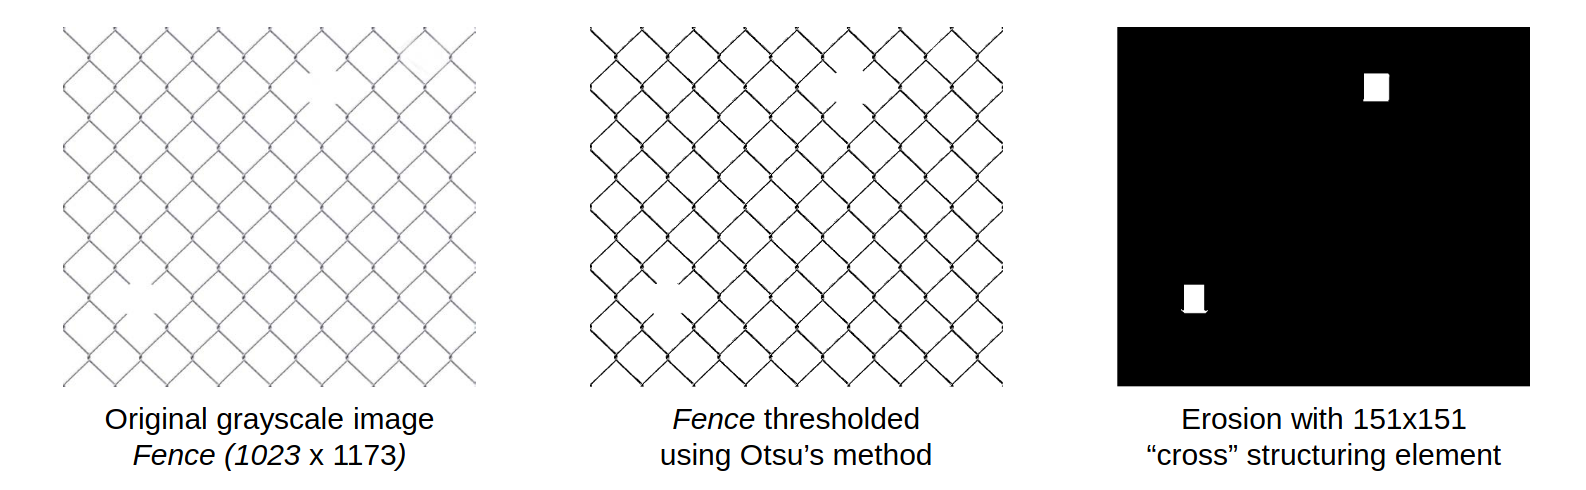 Original grayscale image
Fence (1023 x 1173)
Fence thresholded
using Otsu’s method
Erosion with 151x151
“cross” structuring element